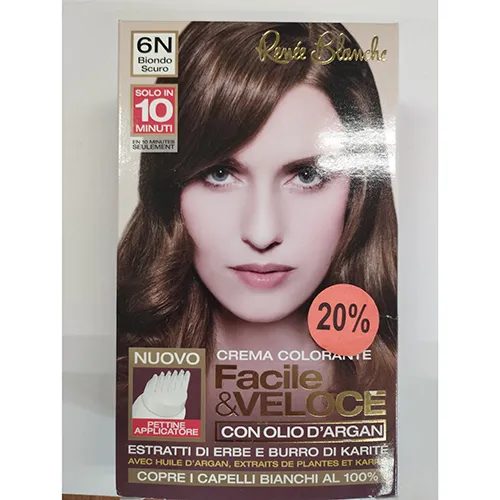 6N
Biondo
Scuro
Renée Blanche
SOLO IN
10
MINUTI
EN 10 MINUTES
SEULEMENT
20%
NUOVO
PETTINE
APPLICATORE
CREMA COLORANTE
Facile
&VELOCE
CON OLIO D'ARGAN
ESTRATTI DI ERBE E BURRO DI KARITÉ
AVEC HUILE D'ARGAN, EXTRAITS DE PLANTES ET KARITÉ
COPRE I CAPELLI BIANCHI AL 100%